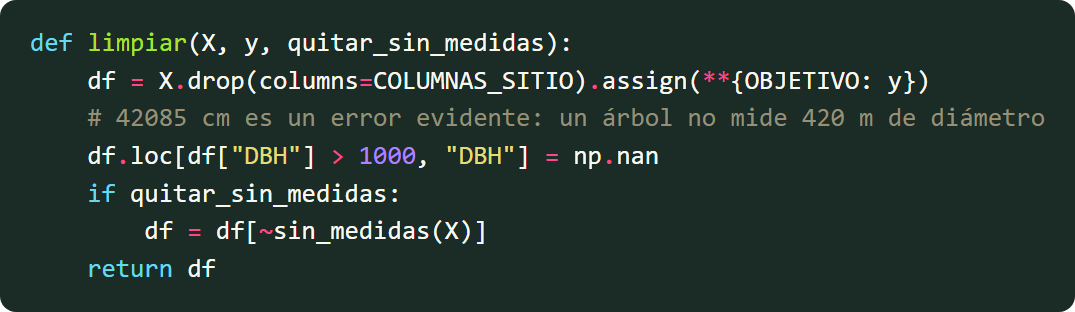 def limpiar(X, y, quitar_sin_medidas):
    df = X.drop(columns=COLUMNAS_SITIO).assign(**{OBJETIVO: y})
    # 42085 cm es un error evidente: un árbol no mide 420 m de diámetro
    df.loc[df["DBH"] > 1000, "DBH"] = np.nan
    if quitar_sin_medidas:
        df = df[~sin_medidas(X)]
    return df